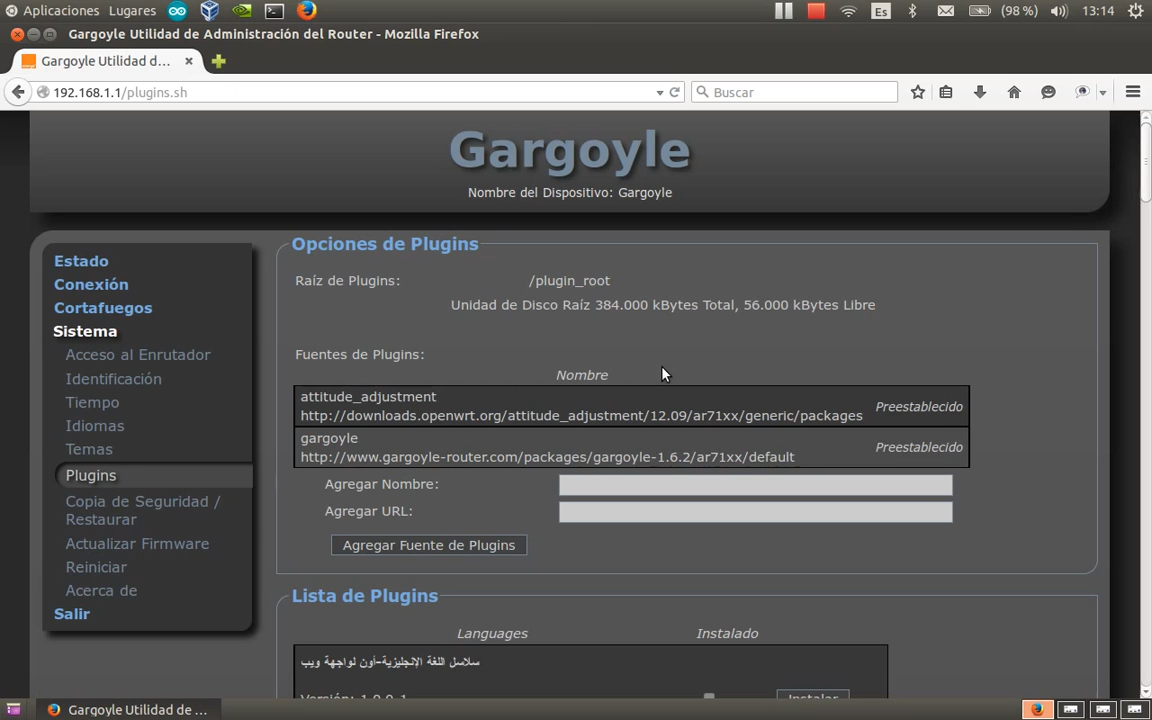 Aplicaciones Lugares Es (98 %) 13:14
Gargoyle Utilidad de Administración del Router - Mozilla Firefox
Gargoyle Utilidad d...
192.168.1.1/plugins.sh
Buscar
Gargoyle
Nombre del Dispositivo: Gargoyle
Estado
Conexión
Cortafuegos
Sistema
Acceso al Enrutador
Identificación
Tiempo
Idiomas
Temas
Plugins
Copia de Seguridad /
Restaurar
Actualizar Firmware
Reiniciar
Acerca de
Salir
Opciones de Plugins
Raíz de Plugins: /plugin_root
Unidad de Disco Raíz 384.000 kBytes Total, 56.000 kBytes Libre
Fuentes de Plugins:
Nombre
attitude_adjustment
http://downloads.openwrt.org/attitude_adjustment/12.09/ar71xx/generic/packages
Preestablecido
gargoyle
http://www.gargoyle-router.com/packages/gargoyle-1.6.2/ar71xx/default
Preestablecido
Agregar Nombre:
Agregar URL:
Agregar Fuente de Plugins
Lista de Plugins
Languages Instalado
سلاسل اللغة الإنجليزية-أون لواجهة ويب
Versión: 1.0.0-1 Instalar
Gargoyle Utilidad de ...